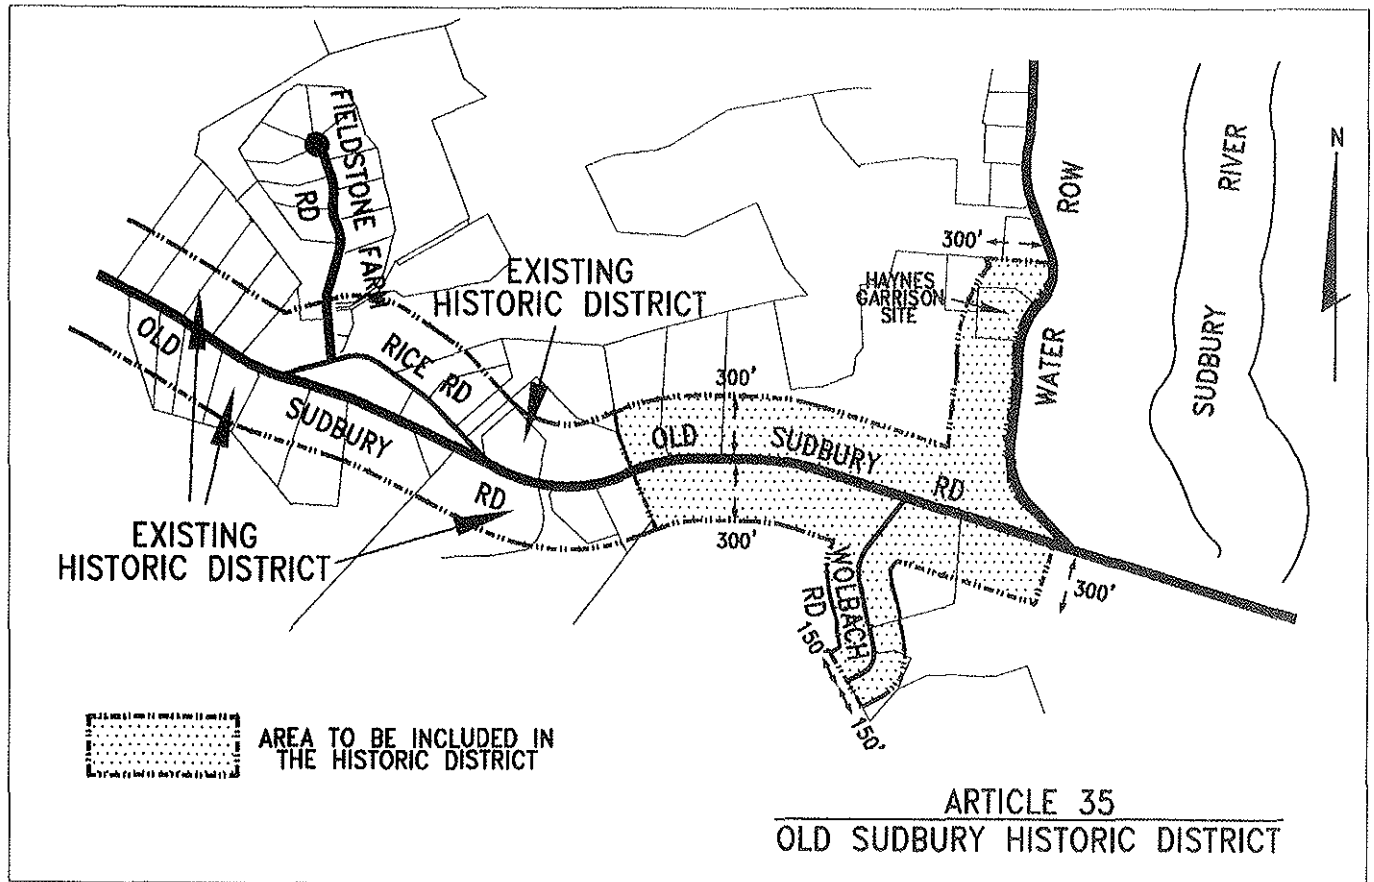 FIELDSTONE FARM
RD
N
RIVER
SUDBURY
ROW
WATER
300'
HAYNES
GARRISON
SITE
EXISTING
HISTORIC DISTRICT
RICE RD
OLD
SUDBURY
RD
300'
OLD
SUDBURY
RD
300'
300'
WOLBACH
RD
150'
150'
EXISTING
HISTORIC DISTRICT
AREA TO BE INCLUDED IN
THE HISTORIC DISTRICT
ARTICLE 35
OLD SUDBURY HISTORIC DISTRICT